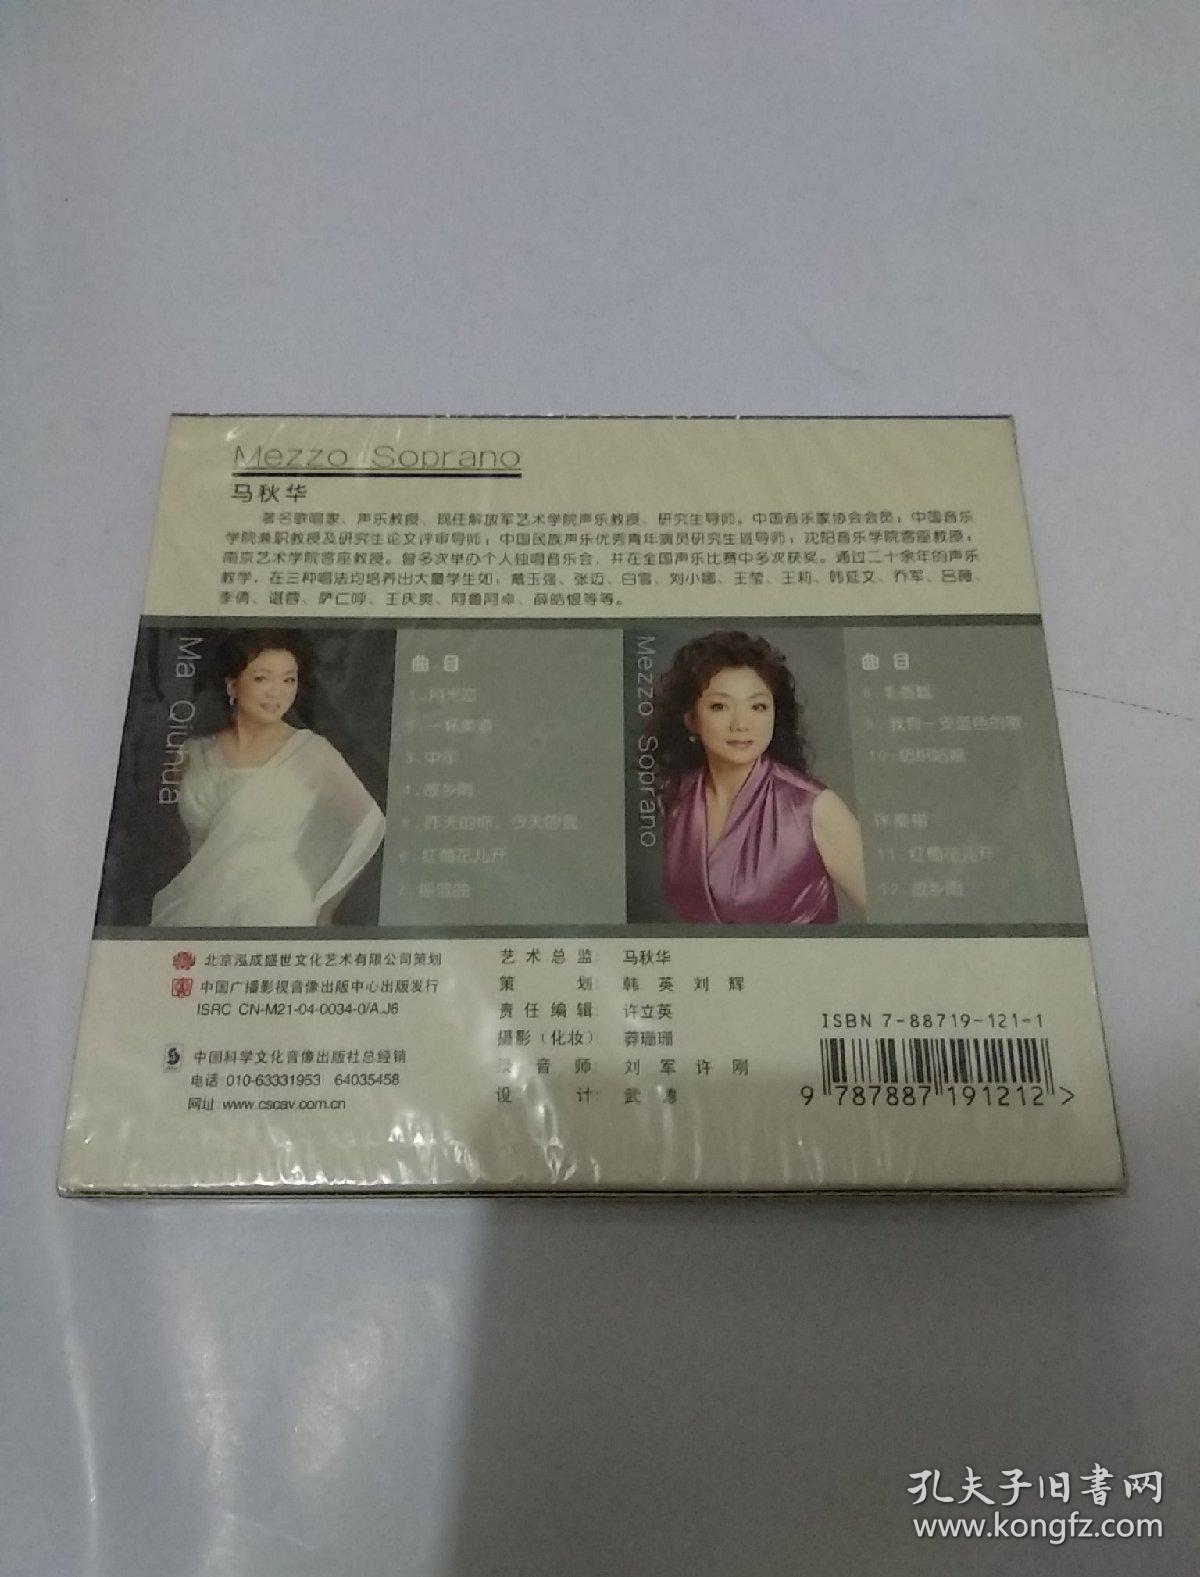 Mezzo Soprano
马秋华
著名歌唱家、声乐教授、现任解放军艺术学院声乐教授、研究生导师。中国音乐家协会会员；中国音乐
学院兼职教授及研究生论文评审导师；中国民族声乐优秀青年演员研究生班导师；沈阳音乐学院客座教授；
南京艺术学院客座教授。曾多次举办个人独唱音乐会，并在全国声乐比赛中多次获奖。通过二十余年的声乐
教学，在三种唱法均培养出大量学生如：戴玉强、张迈、白雪、刘小娜、王莹、王莉、韩延文、乔军、吕薇、
李倩、谌蓉、萨仁呼、王庆爽、阿鲁阿卓、薛皓垠等等。
Ma Qiuhua
曲 目
1.月光恋
2.一杯美酒
3.中年
4.故乡雨
5.昨天的你，今天的我
6.红梅花儿开
7.摇篮曲
Mezzo Soprano
曲 目
9.我有一支蓝色的歌
10.纺织姑娘
伴奏带
11.红梅花儿开
12.故乡雨
北京泓成盛世文化艺术有限公司策划
中国广播影视音像出版中心出版发行
ISRC CN-M21-04-0034-0/A.J6
中国科学文化音像出版社总经销
电话 010-63331953 64035458
网址 www.cscav.com.cn
艺术总监: 马秋华
策划: 韩英 刘辉
责任编辑: 许立英
摄影(化妆): 莽珊珊
录音师: 刘军 许刚
设计: 武德
ISBN 7-88719-121-1
9 787887 191212 >
孔夫子旧书网
www.kongfz.com